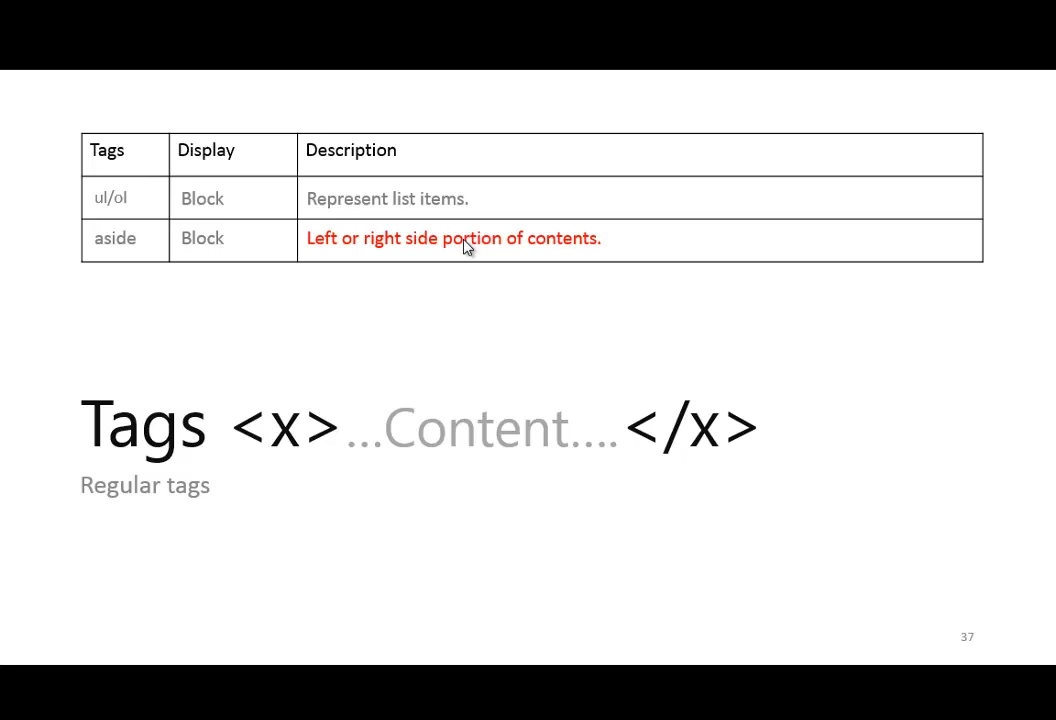 Tags Display Description
ul/ol Block Represent list items.
aside Block Left or right side portion of contents.
Tags <x>...Content....</x>
Regular tags
37